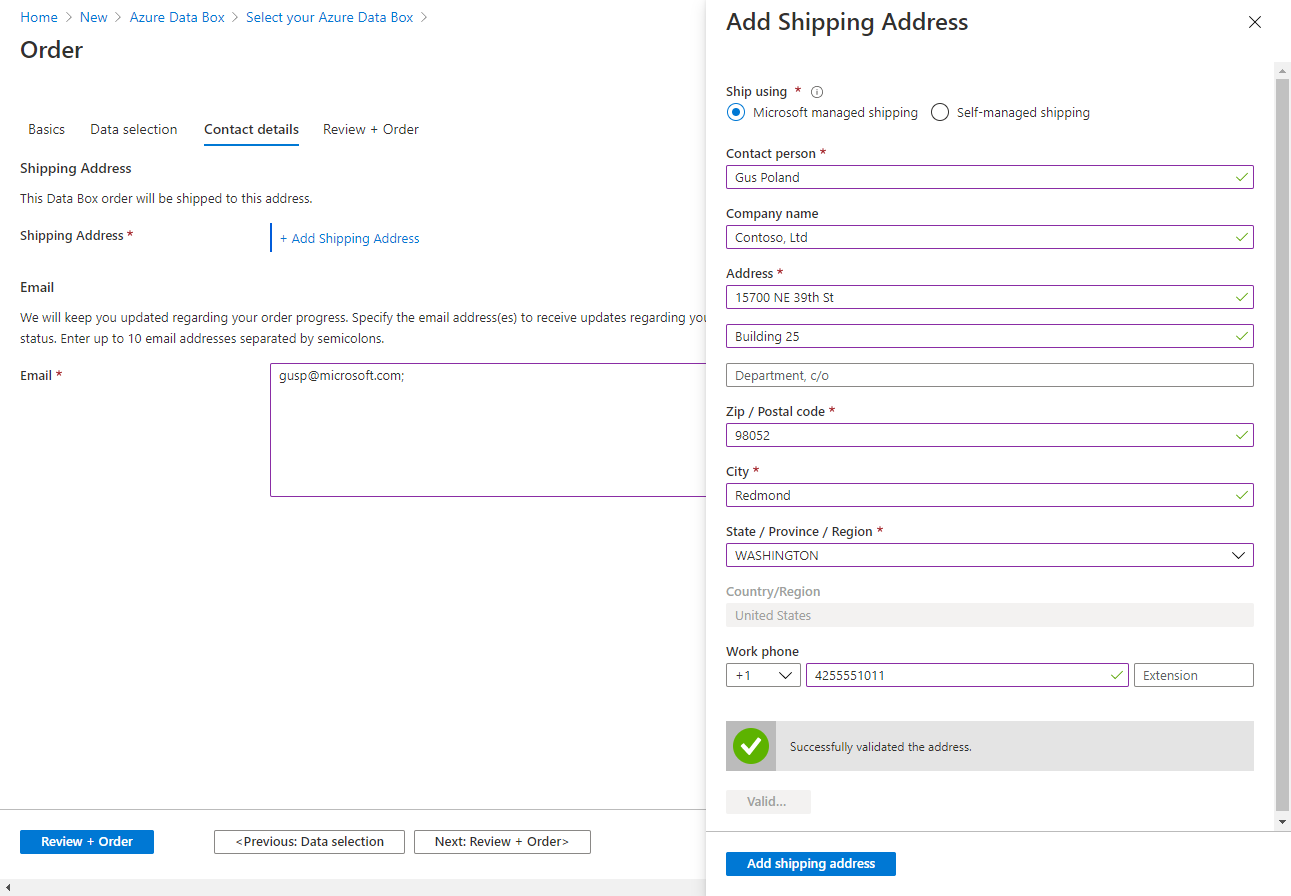 Home > New > Azure Data Box > Select your Azure Data Box >
Order
Basics Data selection Contact details Review + Order
Shipping Address
This Data Box order will be shipped to this address.
Shipping Address *
+ Add Shipping Address
Email
We will keep you updated regarding your order progress. Specify the email address(es) to receive updates regarding you
status. Enter up to 10 email addresses separated by semicolons.
Email *
gusp@microsoft.com;
Review + Order
<Previous: Data selection
Next: Review + Order>
Add Shipping Address
Ship using *
Microsoft managed shipping
Self-managed shipping
Contact person *
Gus Poland
Company name
Contoso, Ltd
Address *
15700 NE 39th St
Building 25
Department, c/o
Zip / Postal code *
98052
City *
Redmond
State / Province / Region *
WASHINGTON
Country/Region
United States
Work phone
+1
4255551011
Extension
Successfully validated the address.
Valid...
Add shipping address